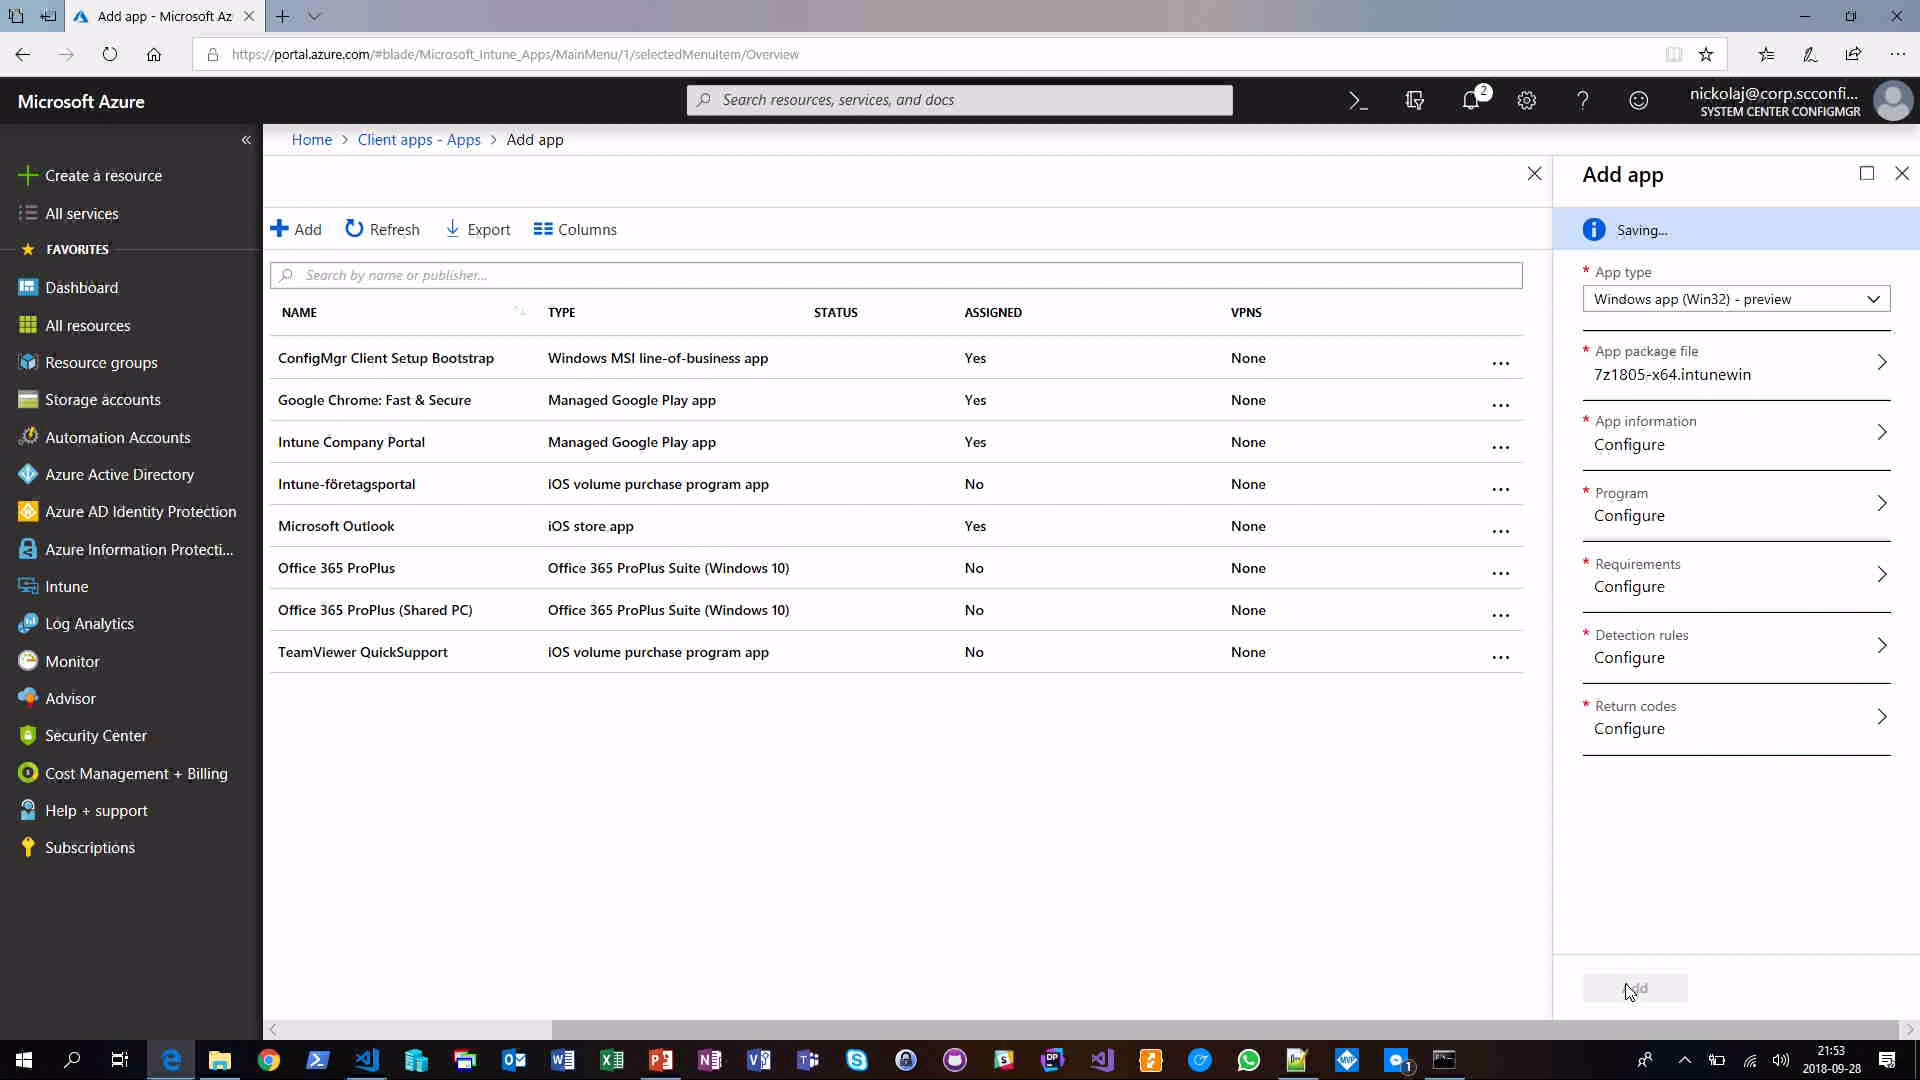 Add app - Microsoft Az
https://portal.azure.com/#blade/Microsoft_Intune_Apps/MainMenu/1/selectedMenuItem/Overview
Microsoft Azure
Search resources, services, and docs
2
nickolaj@corp.scconfi...
SYSTEM CENTER CONFIGMGR
Home > Client apps - Apps > Add app
Create a resource
All services
FAVORITES
Dashboard
All resources
Resource groups
Storage accounts
Automation Accounts
Azure Active Directory
Azure AD Identity Protection
Azure Information Protecti...
Intune
Log Analytics
Monitor
Advisor
Security Center
Cost Management + Billing
Help + support
Subscriptions
Add Refresh Export Columns
Search by name or publisher...
NAME TYPE STATUS ASSIGNED VPNS
ConfigMgr Client Setup Bootstrap Windows MSI line-of-business app Yes None ...
Google Chrome: Fast & Secure Managed Google Play app Yes None ...
Intune Company Portal Managed Google Play app Yes None ...
Intune-företagsportal iOS volume purchase program app No None ...
Microsoft Outlook iOS store app Yes None ...
Office 365 ProPlus Office 365 ProPlus Suite (Windows 10) No None ...
Office 365 ProPlus (Shared PC) Office 365 ProPlus Suite (Windows 10) No None ...
TeamViewer QuickSupport iOS volume purchase program app No None ...
Add app
Saving...
* App type
Windows app (Win32) - preview
* App package file
7z1805-x64.intunewin
* App information
Configure
* Program
Configure
* Requirements
Configure
* Detection rules
Configure
* Return codes
Configure
Add
21:53
2018-09-28